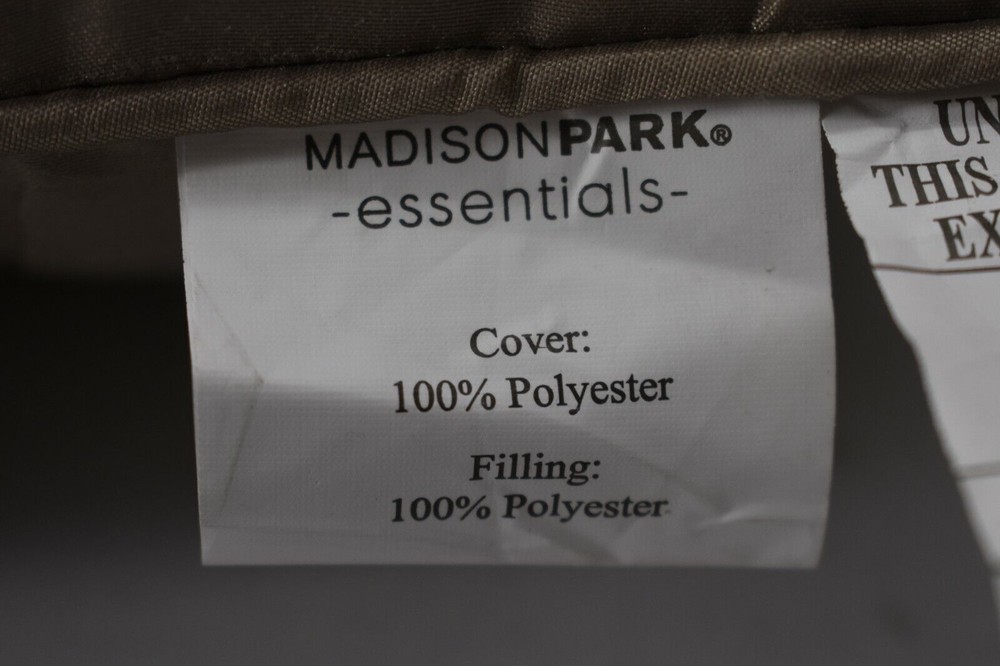 MADISONPARK®
-essentials-
Cover:
100% Polyester
Filling:
100% Polyester
UN
THIS
EX